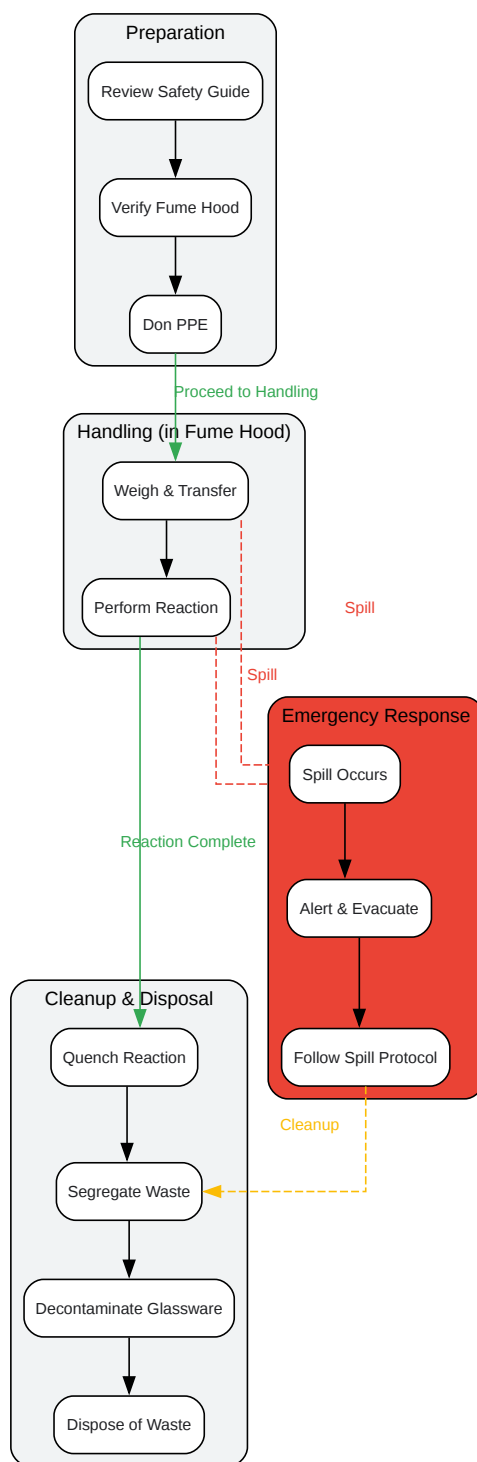 Preparation
Review Safety Guide
Verify Fume Hood
Don PPE
Proceed to Handling
Handling (in Fume Hood)
Weigh & Transfer
Perform Reaction
Spill
Spill
Emergency Response
Spill Occurs
Reaction Complete
Alert & Evacuate
Cleanup & Disposal
Quench Reaction
Follow Spill Protocol
Cleanup
Segregate Waste
Decontaminate Glassware
Dispose of Waste